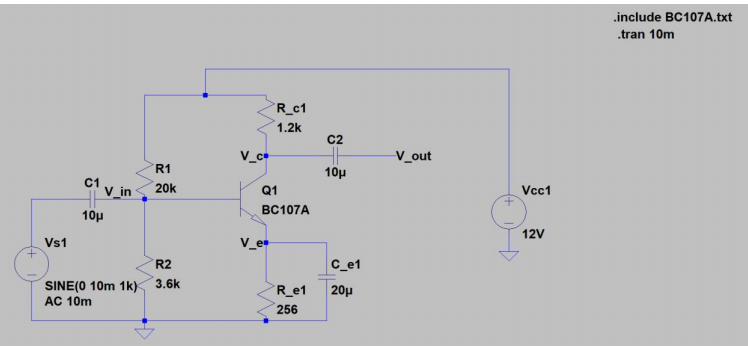 .include BC107A.txt
.tran 10m
R_c1
1.2k
C2
V_c
V_out
10µ
R1
C1
V_in
20k
Q1
10µ
BC107A
Vcc1
12V
Vs1
V_e
R2
C_e1
SINE(0 10m 1k)
3.6k
AC 10m
R_e1
20µ
256